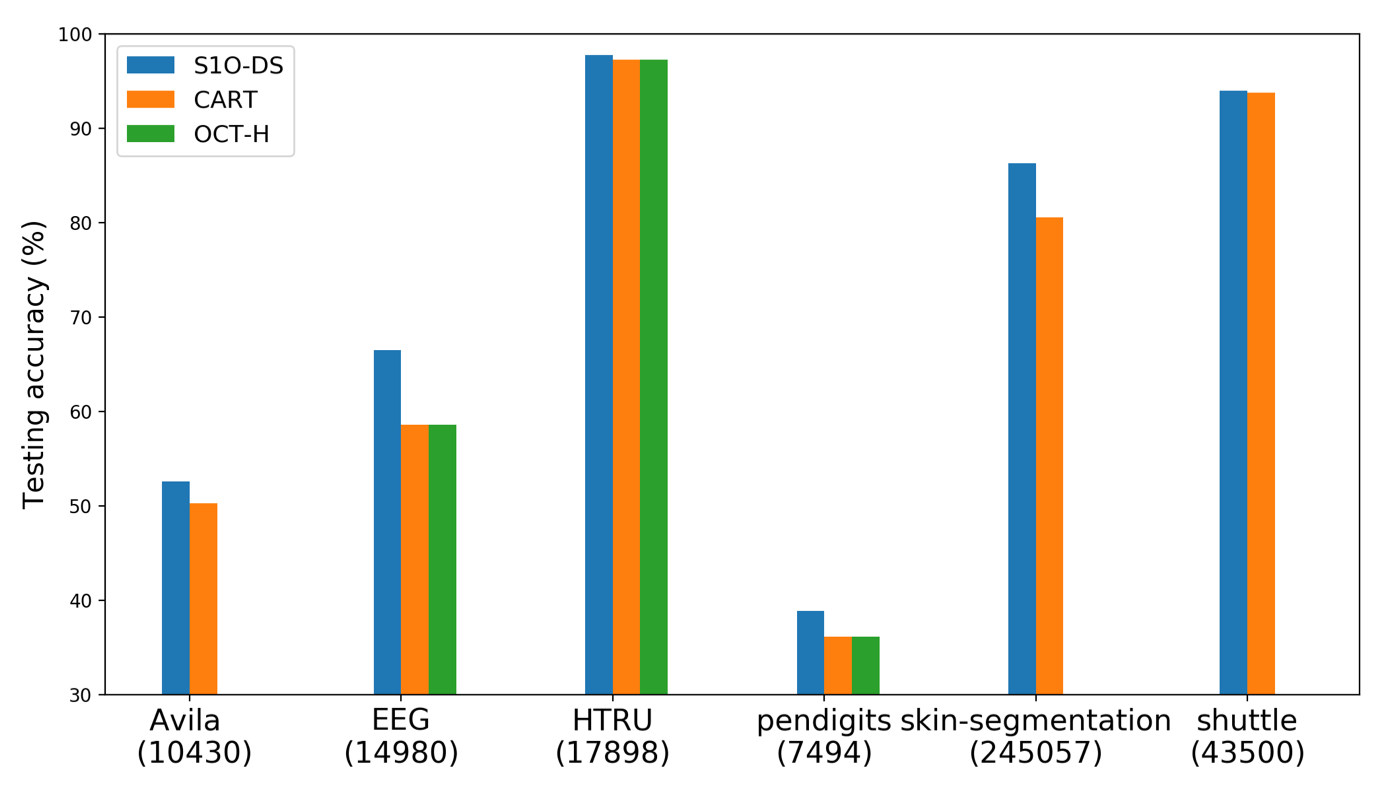 100
90
80
70
60
50
40
30
Testing accuracy (%)
S1O-DS
CART
OCT-H
Avila
(10430)
EEG
(14980)
HTRU
(17898)
pendigits
(7494)
skin-segmentation
(245057)
shuttle
(43500)